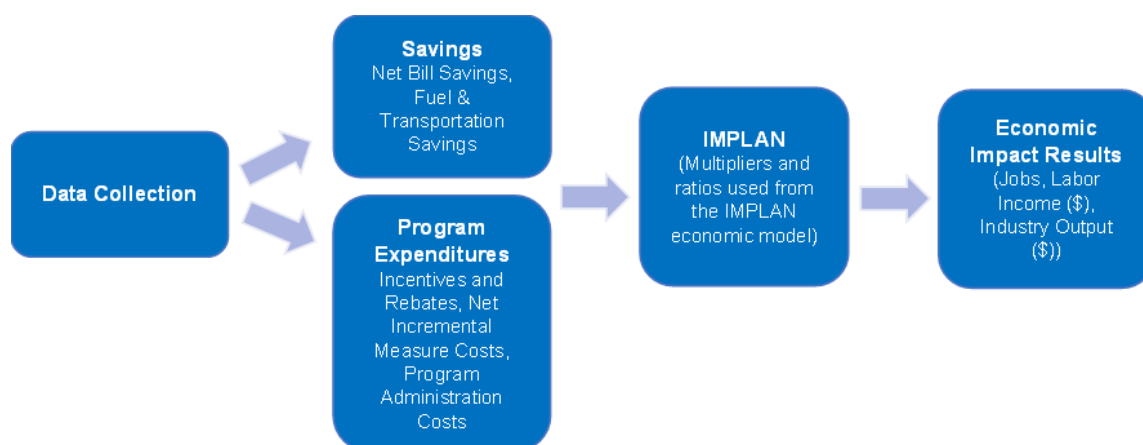 Data Collection
Savings
Net Bill Savings,
Fuel &
Transportation
Savings
Program
Expenditures
Incentives and
Rebates, Net
Incremental
Measure Costs,
Program
Administration
Costs
IMPLAN
(Multipliers and
ratios used from
the IMPLAN
economic model)
Economic
Impact Results
(Jobs, Labor
Income ($),
Industry Output
($))